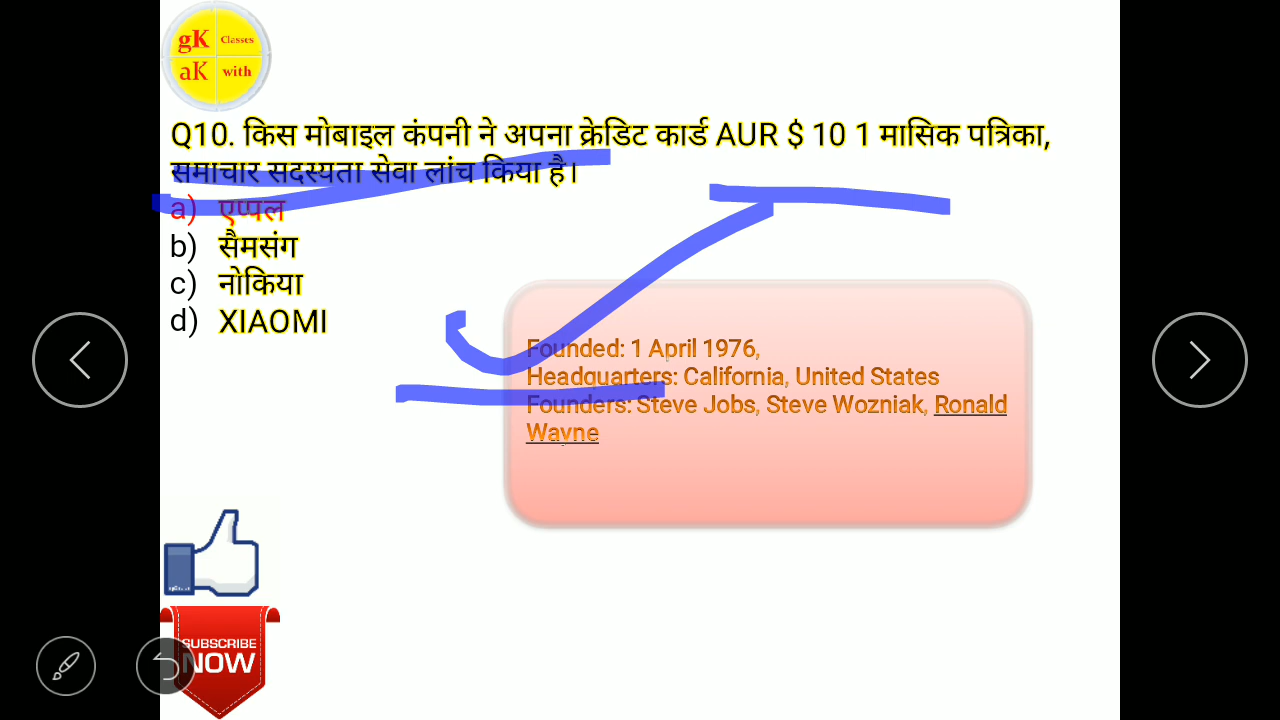 gK Classes
aK with
Q10. किस मोबाइल कंपनी ने अपना क्रेडिट कार्ड AUR $ 10 1 मासिक पत्रिका,
समाचार सदस्यता सेवा लांच किया है।
a) एप्पल
b) सैमसंग
c) नोकिया
d) XIAOMI
Founded: 1 April 1976,
Headquarters: California, United States
Founders: Steve Jobs, Steve Wozniak, Ronald
Wayne
SUBSCRIBE
NOW